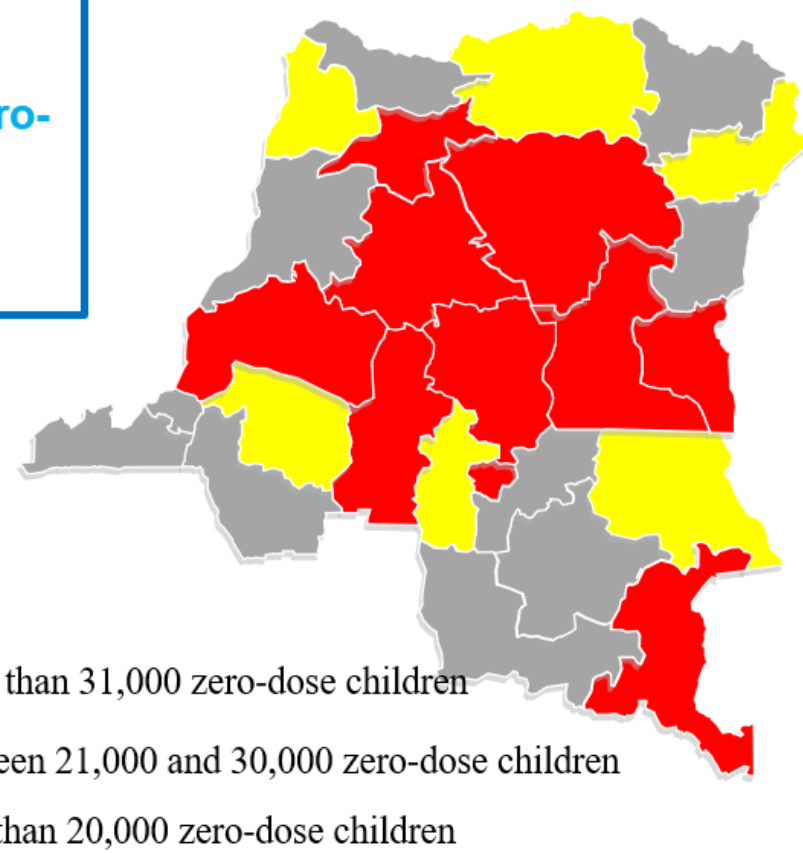 ro-
than 31,000 zero-dose children
een 21,000 and 30,000 zero-dose children
than 20,000 zero-dose children